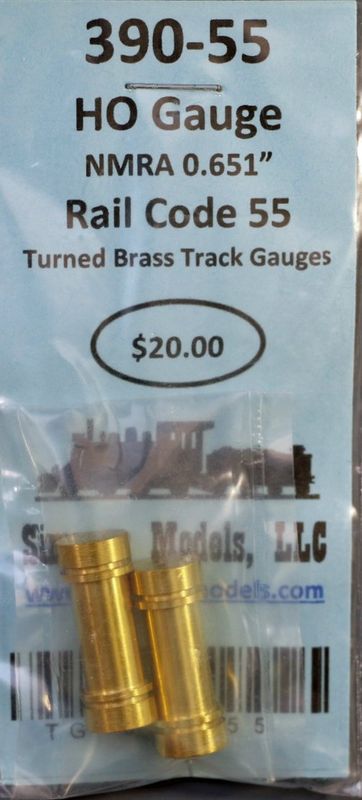 390-55
HO Gauge
NMRA 0.651”
Rail Code 55
Turned Brass Track Gauges
$20.00
Models, LLC